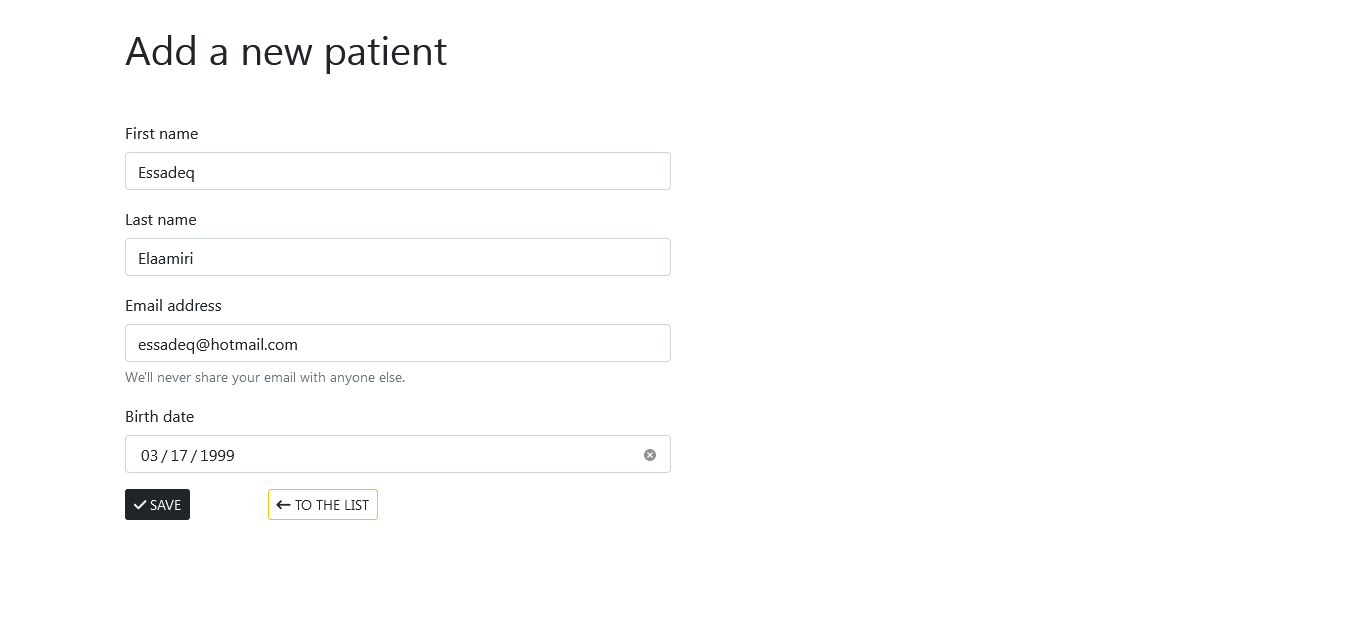 Add a new patient
First name
Essadeq
Last name
Elaamiri
Email address
essadeq@hotmail.com
We'll never share your email with anyone else.
Birth date
03 / 17 / 1999
SAVE
TO THE LIST